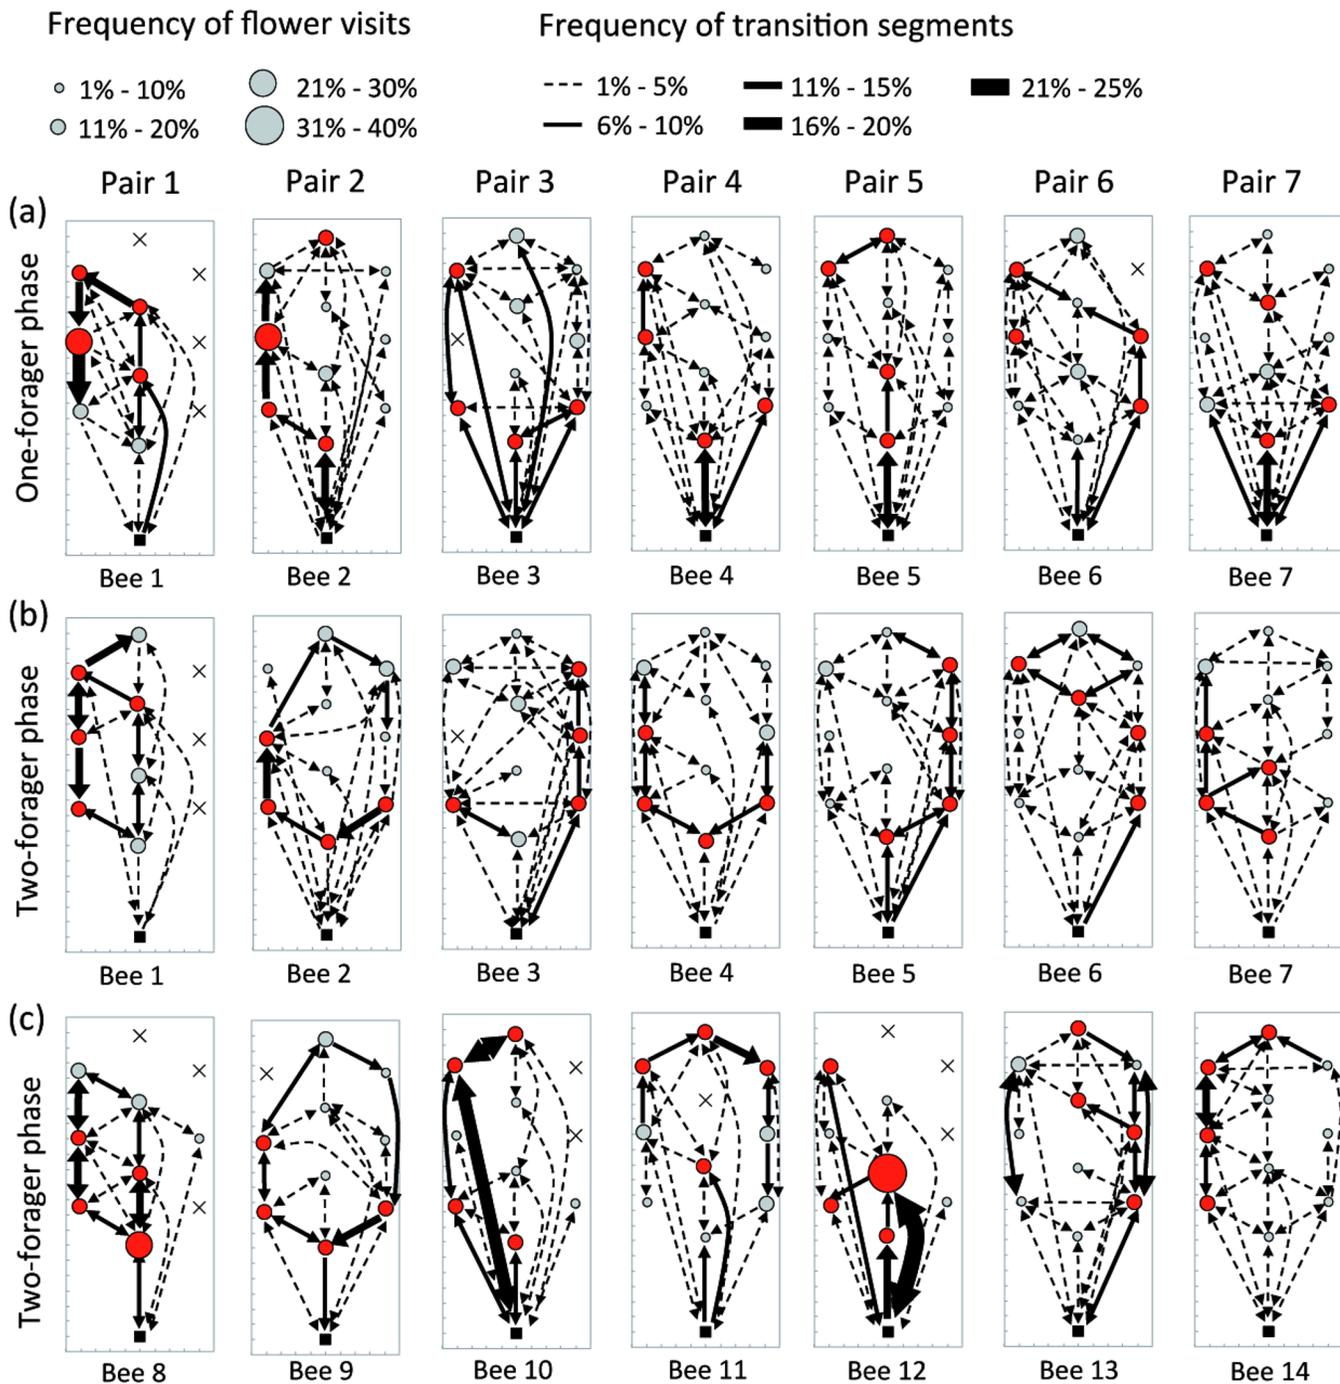 Frequency of flower visits
Frequency of transition segments
1% - 10%
21% - 30%
1% - 5%
11% - 15%
21% - 25%
11% - 20%
31% - 40%
6% - 10%
16% - 20%
Pair 1
Pair 2
Pair 3
Pair 4
Pair 5
Pair 6
Pair 7
(a)
One-forager phase
Bee 1
Bee 2
Bee 3
Bee 4
Bee 5
Bee 6
Bee 7
(b)
Two-forager phase
Bee 1
Bee 2
Bee 3
Bee 4
Bee 5
Bee 6
Bee 7
(c)
Two-forager phase
Bee 8
Bee 9
Bee 10
Bee 11
Bee 12
Bee 13
Bee 14